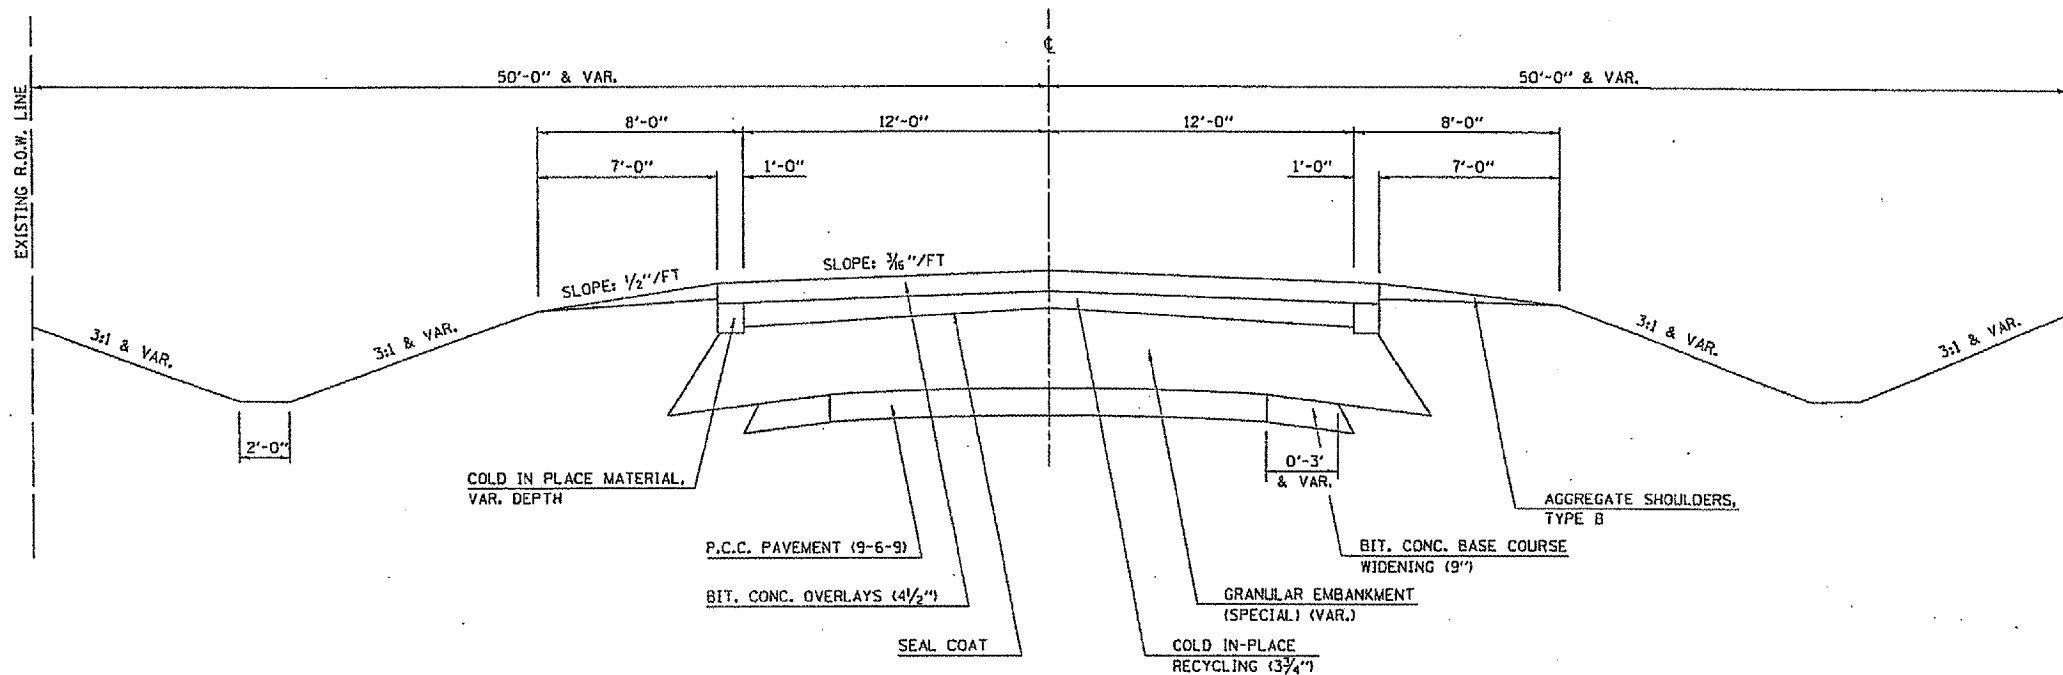 ℄
50'-0" & VAR.
50'-0" & VAR.
EXISTING R.O.W. LINE
8'-0"
12'-0"
12'-0"
8'-0"
7'-0"
1'-0"
1'-0"
7'-0"
SLOPE: 1/2"/FT
SLOPE: 3/16"/FT
3:1 & VAR.
3:1 & VAR.
3:1 & VAR.
3:1 & VAR.
2'-0"
0'-3'
& VAR.
COLD IN PLACE MATERIAL,
VAR. DEPTH
AGGREGATE SHOULDERS,
TYPE B
P.C.C. PAVEMENT (9-6-9)
BIT. CONC. BASE COURSE
WIDENING (9")
BIT. CONC. OVERLAYS (4 1/2")
GRANULAR EMBANKMENT
(SPECIAL) (VAR.)
SEAL COAT
COLD IN-PLACE
RECYCLING (3 3/4")